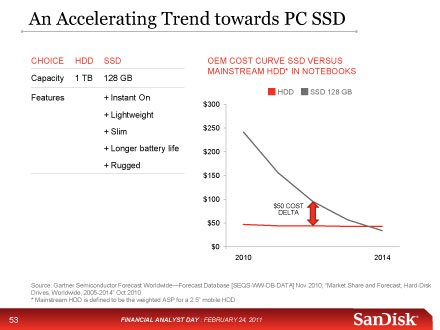 An Accelerating Trend towards PC SSD
CHOICE HDD SSD
Capacity 1 TB 128 GB
Features + Instant On
+ Lightweight
+ Slim
+ Longer battery life
+ Rugged
OEM COST CURVE SSD VERSUS
MAINSTREAM HDD* IN NOTEBOOKS
HDD SSD 128 GB
$300
$250
$200
$150
$100
$50
$0
$50 COST
DELTA
2010 2014
Source: Gartner Semiconductor Forecast Worldwide—Forecast Database [SEQS-WW-DB-DATA] Nov 2010; "Market Share and Forecast, Hard-Disk
Drives, Worldwide, 2005-2014" Oct 2010
* Mainstream HDD is defined to be the weighted ASP for a 2.5" mobile HDD
53 FINANCIAL ANALYST DAY | FEBRUARY 24, 2011 SanDisk